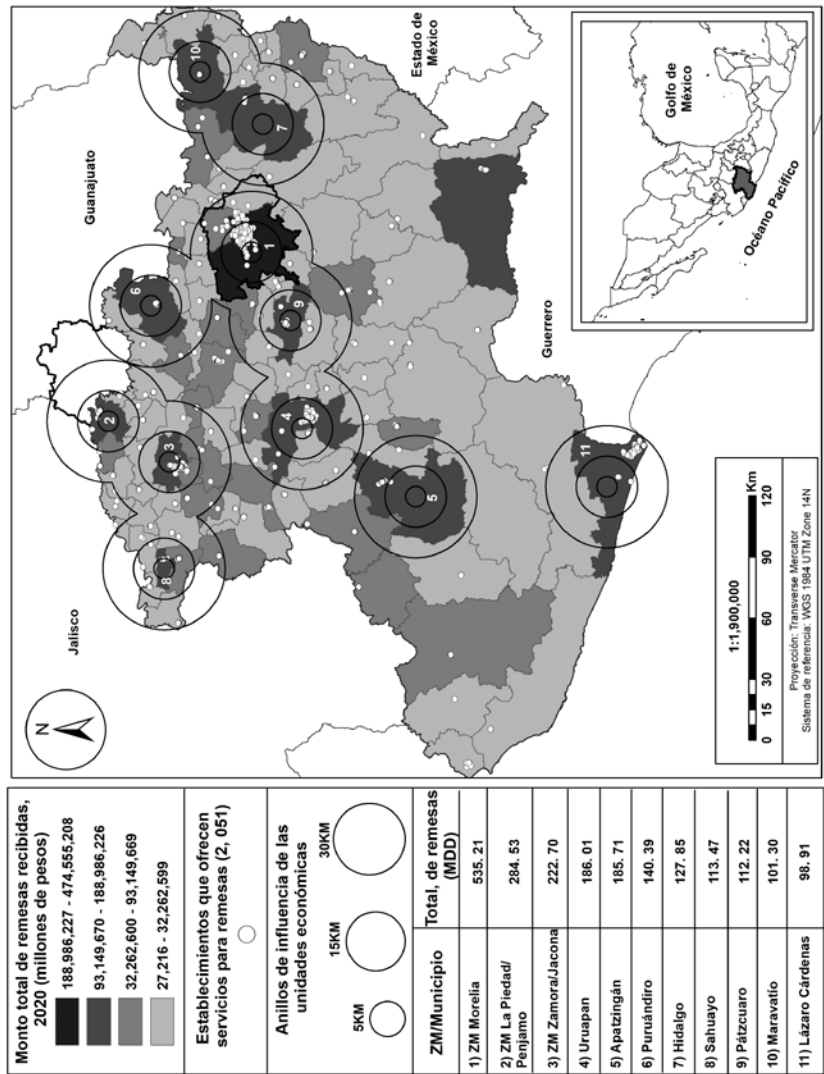 Guanajuato
Jalisco
Estado de
México
Guerrero
Golfo de
México
Océano Pacífico
N
1
2
3
4
5
6
7
8
9
10
11
1:1,900,000
0 15 30 60 90 120 Km
Proyección: Transverse Mercator
Sistema de referencia: WGS 1984 UTM Zone 14N
Monto total de remesas recibidas,
2020 (millones de pesos)
188,986,227 - 474,555,208
93,149,670 - 188,986,226
32,262,600 - 93,149,669
27,216 - 32,262,599
Establecimientos que ofrecen
servicios para remesas (2, 051)
Anillos de influencia de las
unidades económicas
5KM 15KM 30KM
ZM/Municipio Total, de remesas
(MDD)
1) ZM Morelia 535.21
2) ZM La Piedad/
Penjamo 284. 53
3) ZM Zamora/Jacona 222. 70
4) Uruapan 186. 01
5) Apatzingán 185.71
6) Puruándiro 140.39
7) Hidalgo 127. 85
8) Sahuayo 113.47
9) Pátzcuaro 112. 22
10) Maravatío 101. 30
11) Lázaro Cárdenas 98. 91